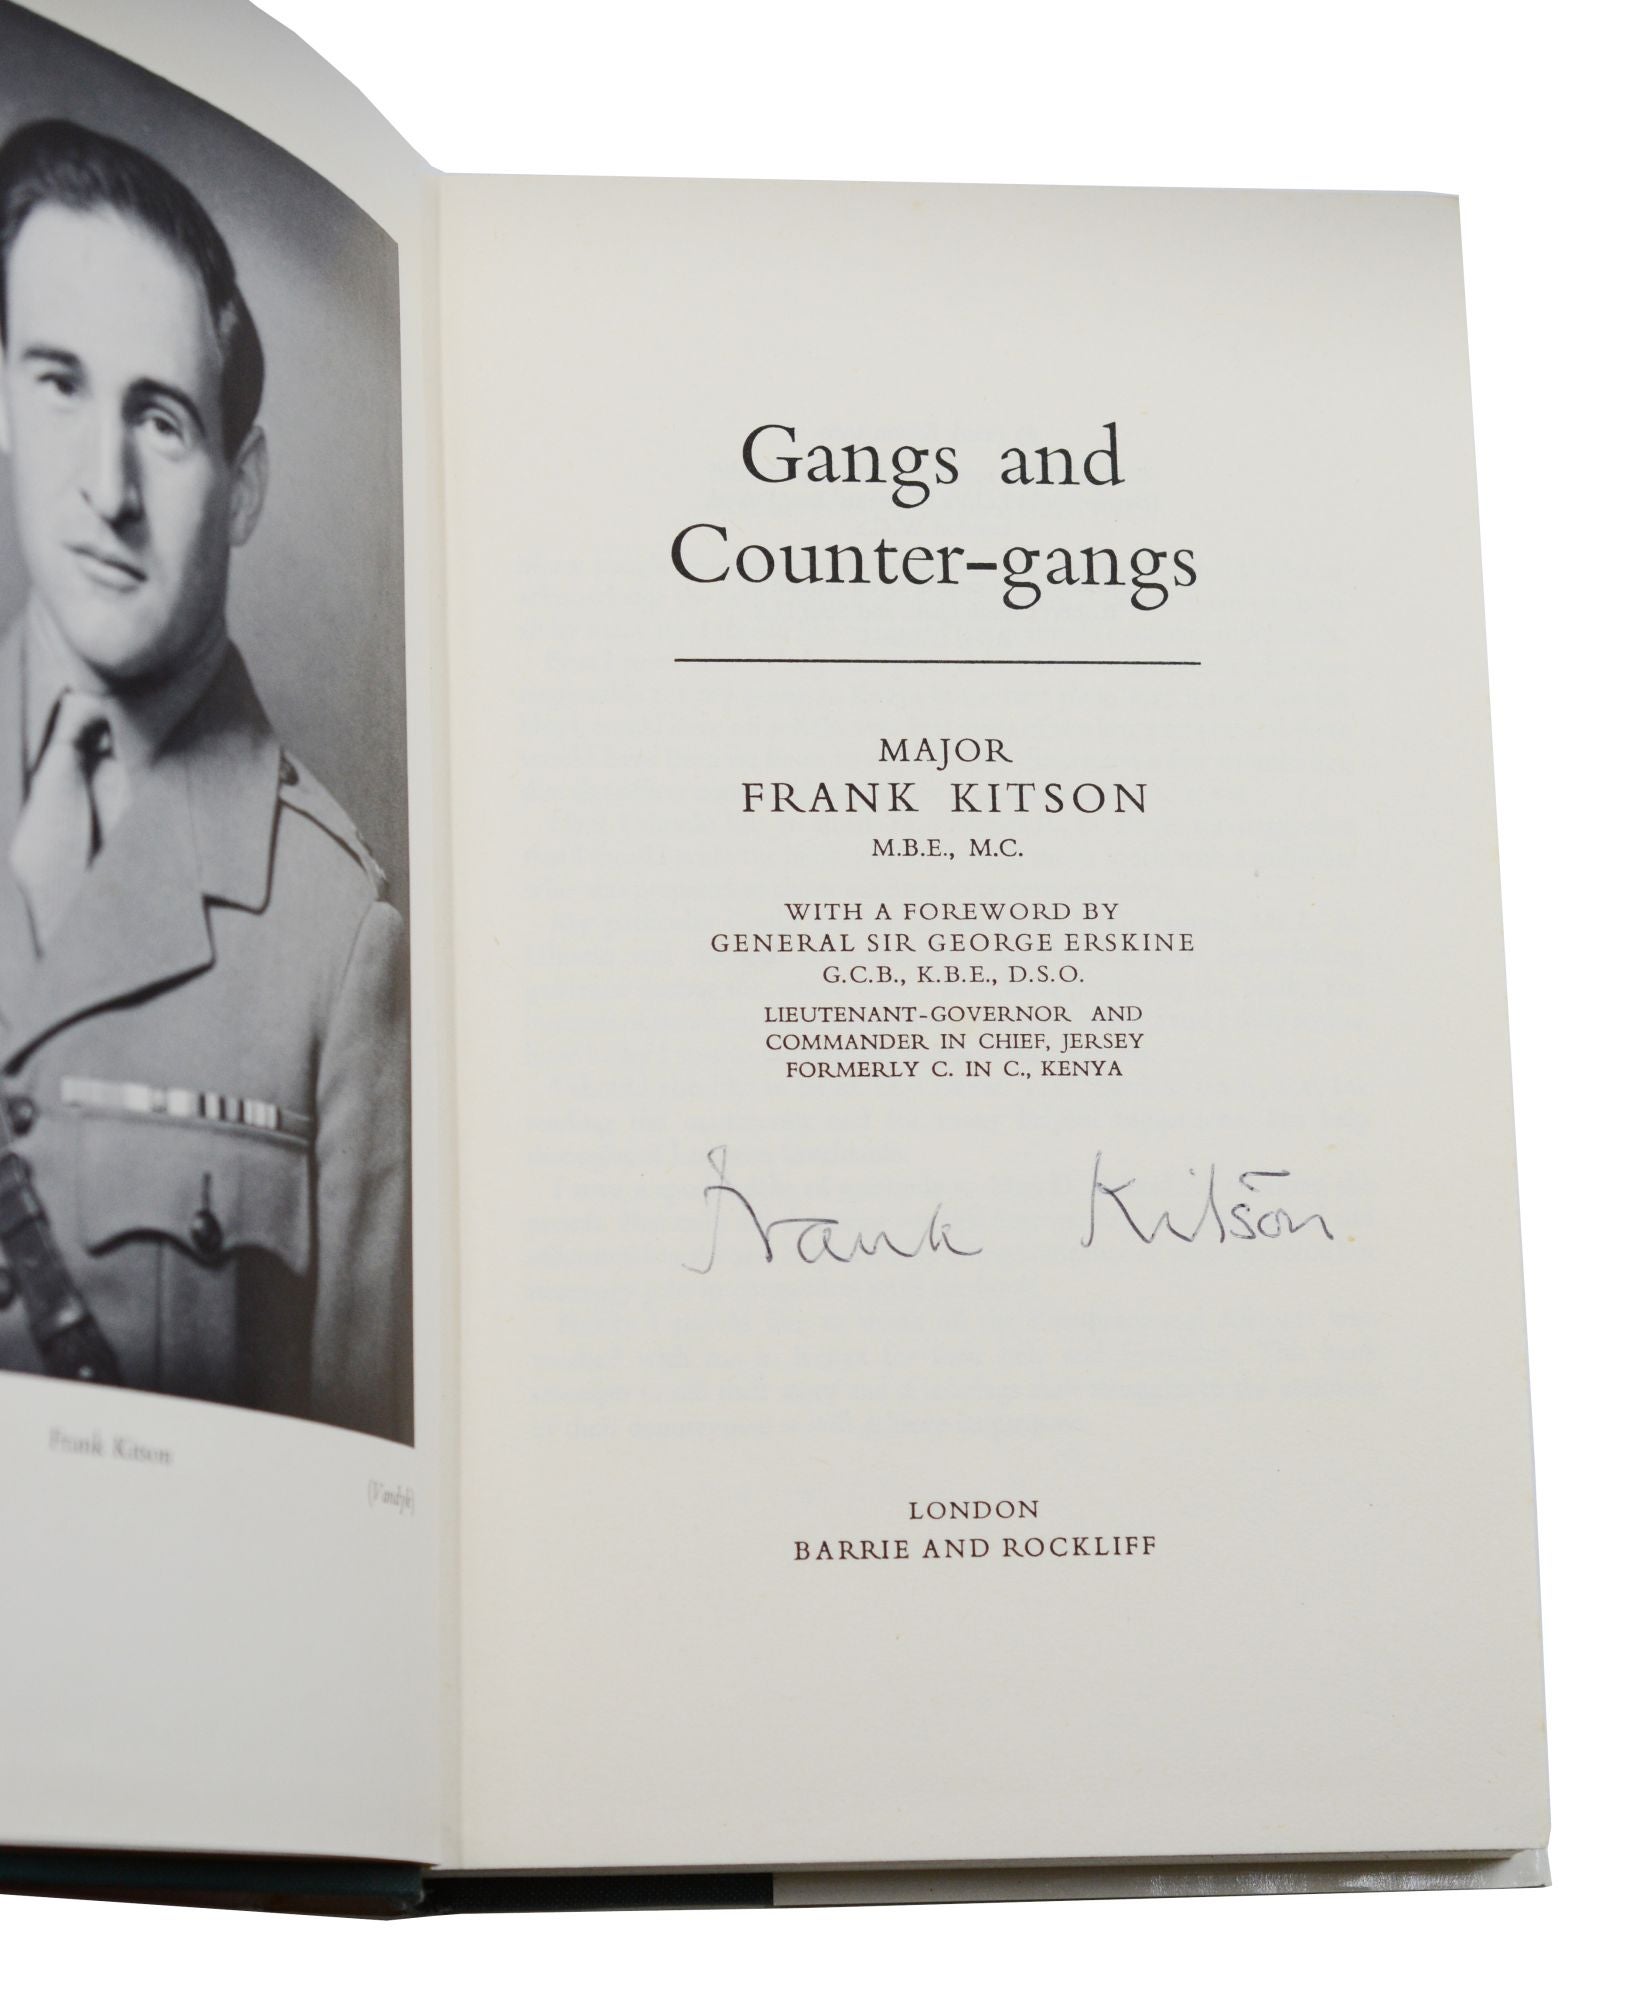 Frank Kitson
(Vandyk)
Gangs and
Counter-gangs
MAJOR
FRANK KITSON
M.B.E., M.C.
WITH A FOREWORD BY
GENERAL SIR GEORGE ERSKINE
G.C.B., K.B.E., D.S.O.
LIEUTENANT-GOVERNOR AND
COMMANDER IN CHIEF, JERSEY
FORMERLY C. IN C., KENYA
Frank Kitson
LONDON
BARRIE AND ROCKLIFF